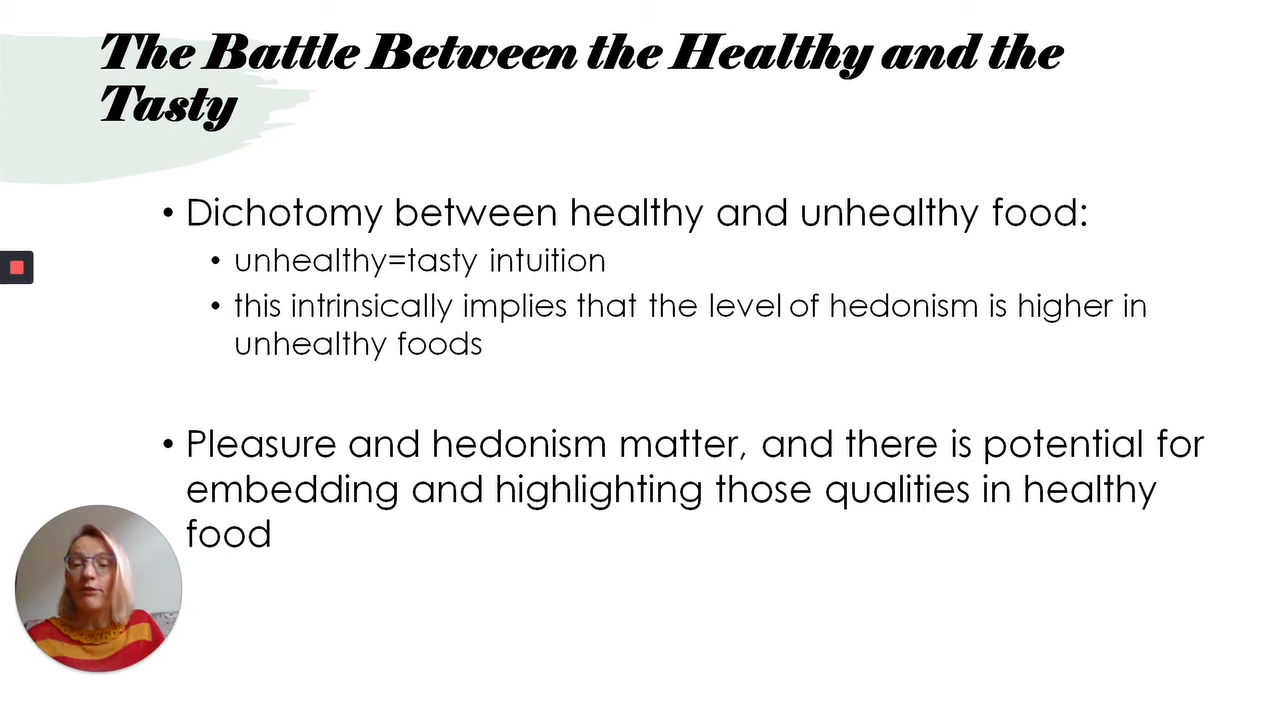 The Battle Between the Healthy and the
Tasty
• Dichotomy between healthy and unhealthy food:
• unhealthy=tasty intuition
• this intrinsically implies that the level of hedonism is higher in
unhealthy foods
• Pleasure and hedonism matter, and there is potential for
embedding and highlighting those qualities in healthy
food